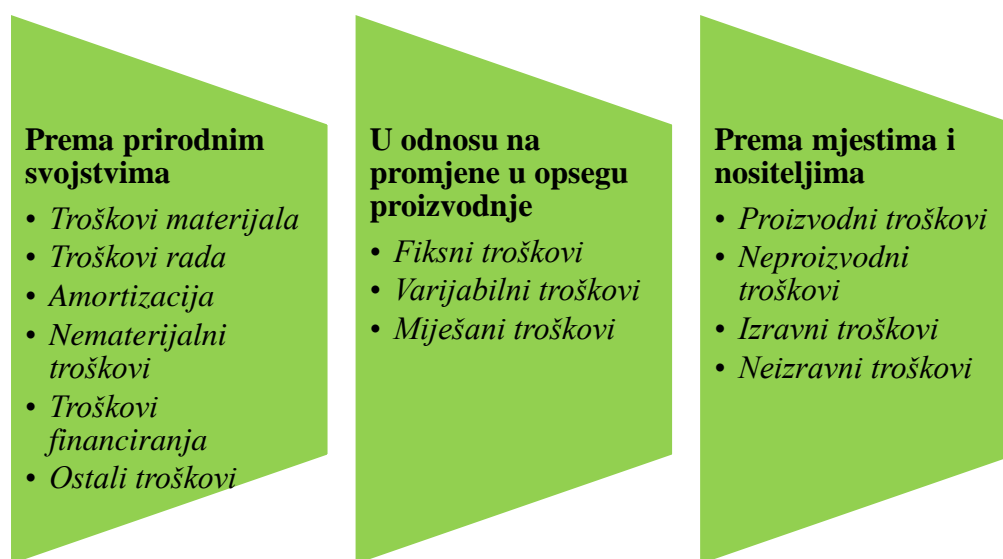 Prema prirodnim
svojstvima
• Troškovi materijala
• Troškovi rada
• Amortizacija
• Nematerijalni
troškovi
• Troškovi
financiranja
• Ostali troškovi
U odnosu na
promjene u opsegu
proizvodnje
• Fiksni troškovi
• Varijabilni troškovi
• Miješani troškovi
Prema mjestima i
nositeljima
• Proizvodni troškovi
• Neproizvodni
troškovi
• Izravni troškovi
• Neizravni troškovi